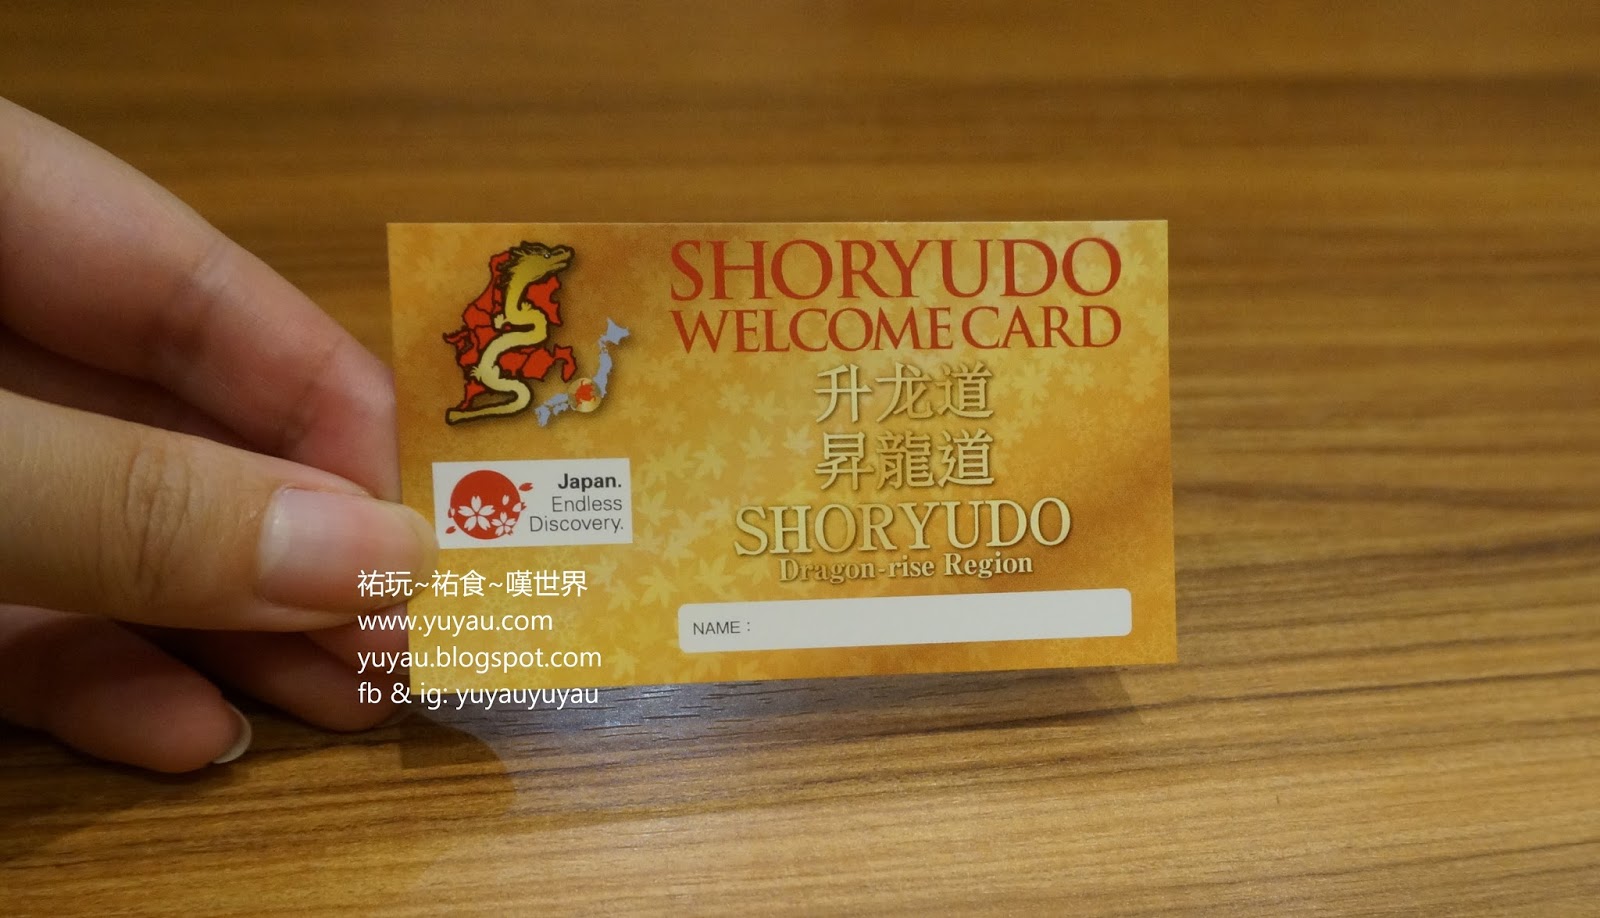 SHORYUDO
WELCOME CARD
升龙道
昇龍道
SHORYUDO
Dragon-rise Region
Japan.
Endless
Discovery.
NAME：
祐玩~祐食~嘆世界
www.yuyau.com
yuyau.blogspot.com
fb & ig: yuyauyuyau